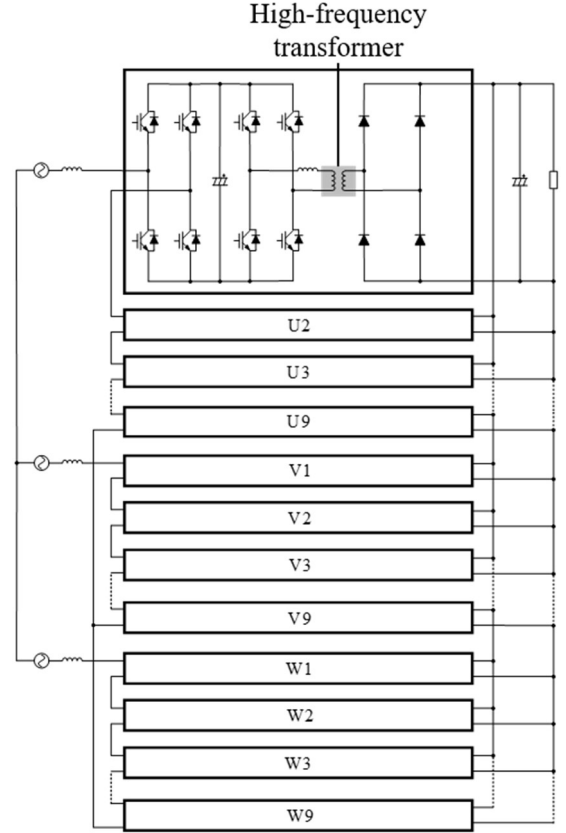 High-frequency
transformer
U2
U3
U9
V1
V2
V3
V9
W1
W2
W3
W9